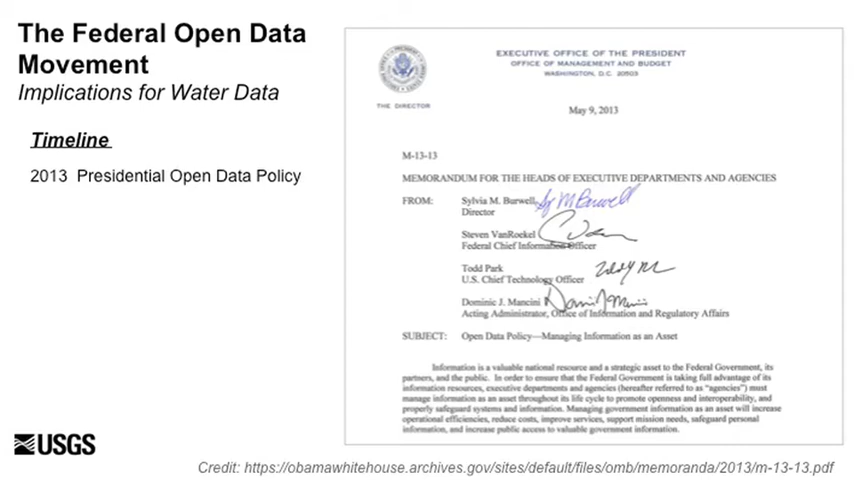 The Federal Open Data
Movement
Implications for Water Data
Timeline
2013 Presidential Open Data Policy
EXECUTIVE OFFICE OF THE PRESIDENT
OFFICE OF MANAGEMENT AND BUDGET
WASHINGTON, D.C. 20503
THE DIRECTOR
May 9, 2013
M-13-13
MEMORANDUM FOR THE HEADS OF EXECUTIVE DEPARTMENTS AND AGENCIES
FROM: Sylvia M. Burwell
Director
Steven VanRoekel
Federal Chief Information Officer
Todd Park
U.S. Chief Technology Officer
Dominic J. Mancini
Acting Administrator, Office of Information and Regulatory Affairs
SUBJECT: Open Data Policy—Managing Information as an Asset
Information is a valuable national resource and a strategic asset to the Federal Government, its
partners, and the public. In order to ensure that the Federal Government is taking full advantage of its
information resources, executive departments and agencies (hereafter referred to as "agencies") must
manage information as an asset throughout its life cycle to promote openness and interoperability, and
properly safeguard systems and information. Managing government information as an asset will increase
operational efficiencies, reduce costs, improve services, support mission needs, safeguard personal
information, and increase public access to valuable government information.
USGS
Credit: https://obamawhitehouse.archives.gov/sites/default/files/omb/memoranda/2013/m-13-13.pdf